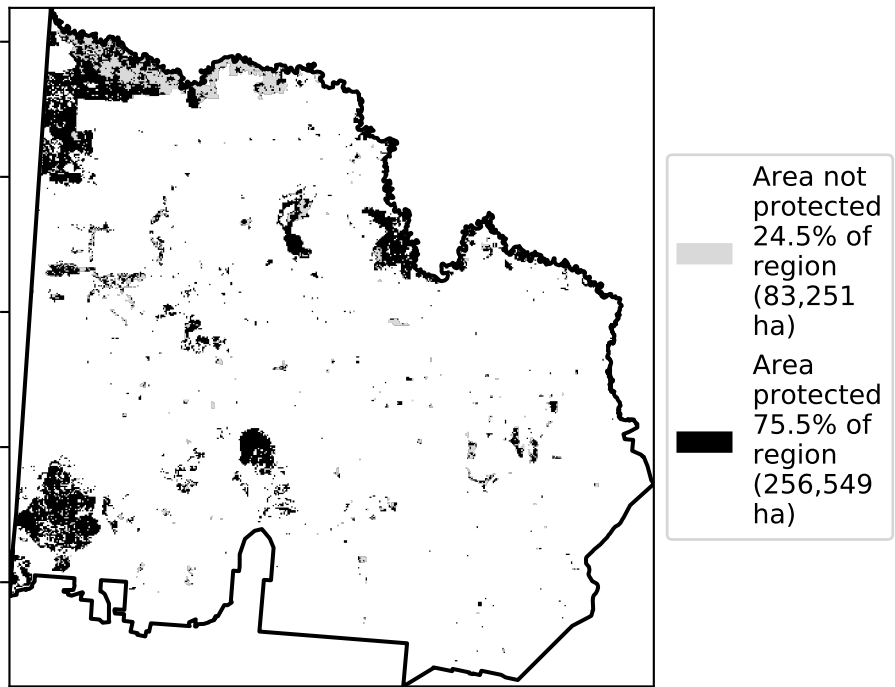 Area not
protected
24.5% of
region
(83,251
ha)
Area
protected
75.5% of
region
(256,549
ha)